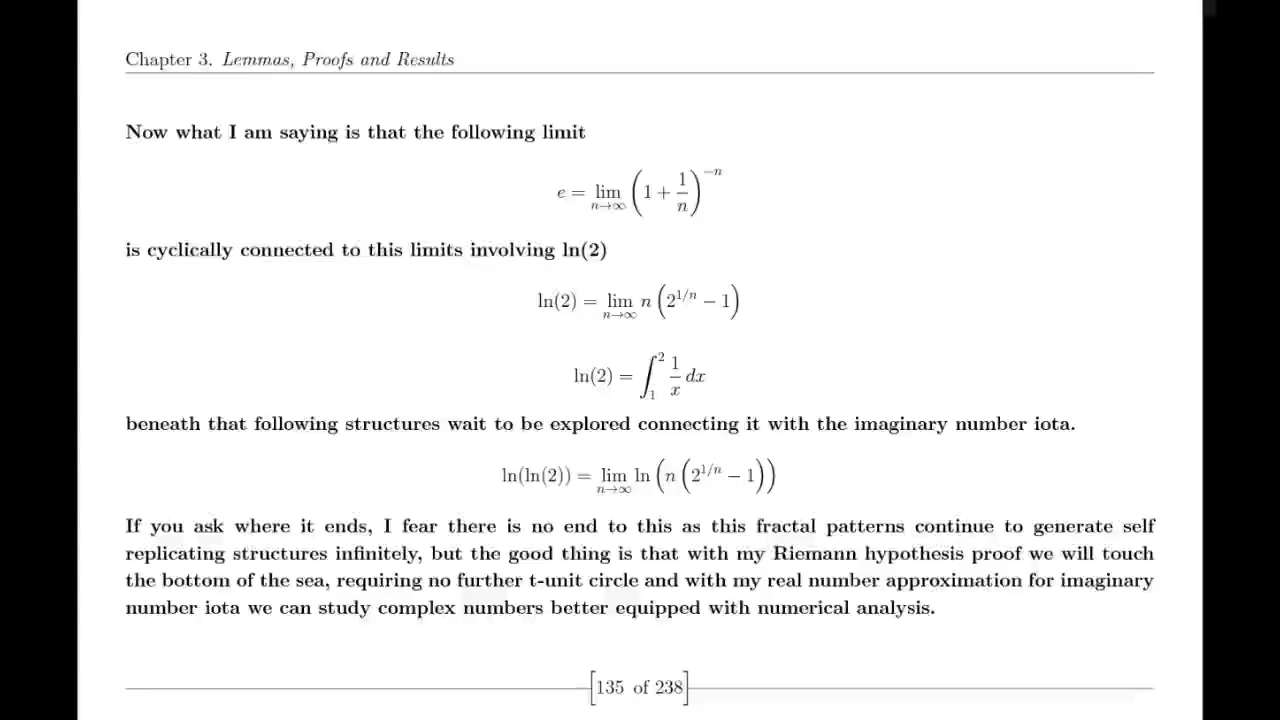 Chapter 3. Lemmas, Proofs and Results
Now what I am saying is that the following limit
e = lim_{n→∞} (1 + 1/n)^{−n}
is cyclically connected to this limits involving ln(2)
ln(2) = lim_{n→∞} n (2^{1/n} − 1)
ln(2) = ∫_1^2 1/x dx
beneath that following structures wait to be explored connecting it with the imaginary number iota.
ln(ln(2)) = lim_{n→∞} ln (n (2^{1/n} − 1))
If you ask where it ends, I fear there is no end to this as this fractal patterns continue to generate self
replicating structures infinitely, but the good thing is that with my Riemann hypothesis proof we will touch
the bottom of the sea, requiring no further t-unit circle and with my real number approximation for imaginary
number iota we can study complex numbers better equipped with numerical analysis.
[135 of 238]